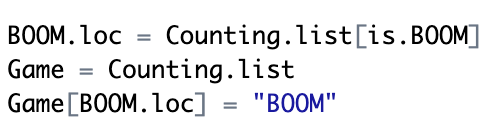 BOOM.loc = Counting.list[is.BOOM]
Game = Counting.list
Game[BOOM.loc] = "BOOM"